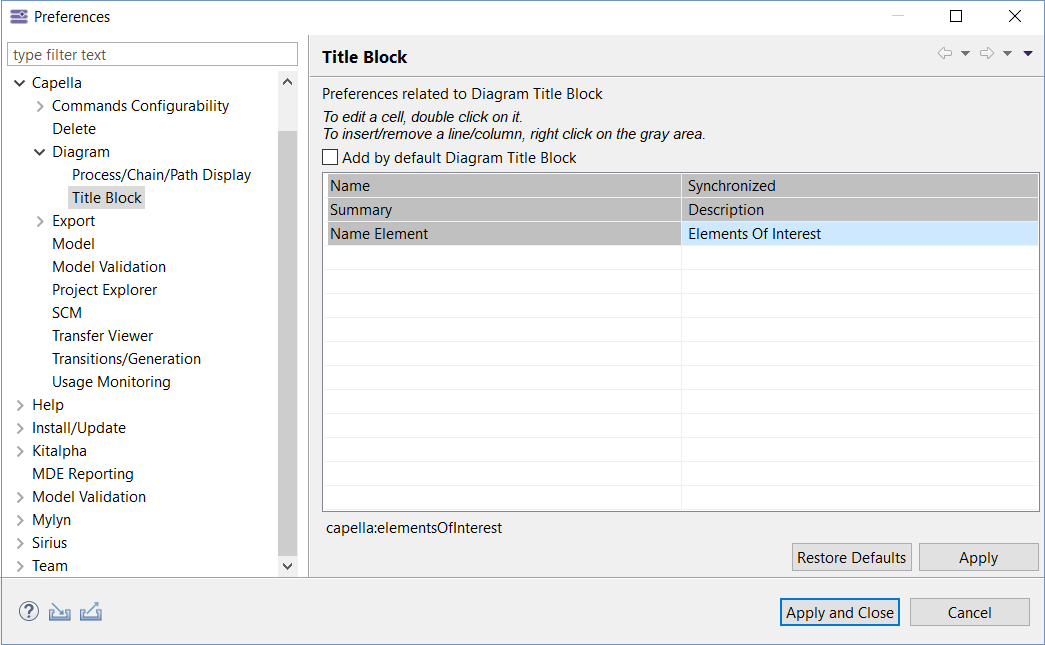 Preferences
type filter text
Capella
Commands Configurability
Delete
Diagram
Process/Chain/Path Display
Title Block
Export
Model
Model Validation
Project Explorer
SCM
Transfer Viewer
Transitions/Generation
Usage Monitoring
Help
Install/Update
Kitalpha
MDE Reporting
Model Validation
Mylyn
Sirius
Team
Title Block
Preferences related to Diagram Title Block
To edit a cell, double click on it.
To insert/remove a line/column, right click on the gray area.
Add by default Diagram Title Block
Name Synchronized
Summary Description
Name Element Elements Of Interest
capella:elementsOfInterest
Restore Defaults Apply
? Apply and Close Cancel